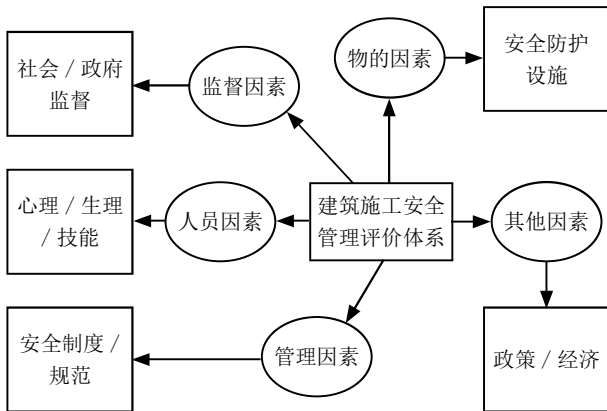 社会 / 政府
监督
监督因素
物的因素
安全防护
设施
心理 / 生理
/ 技能
人员因素
建筑施工安全
管理评价体系
其他因素
安全制度 /
规范
管理因素
政策 / 经济